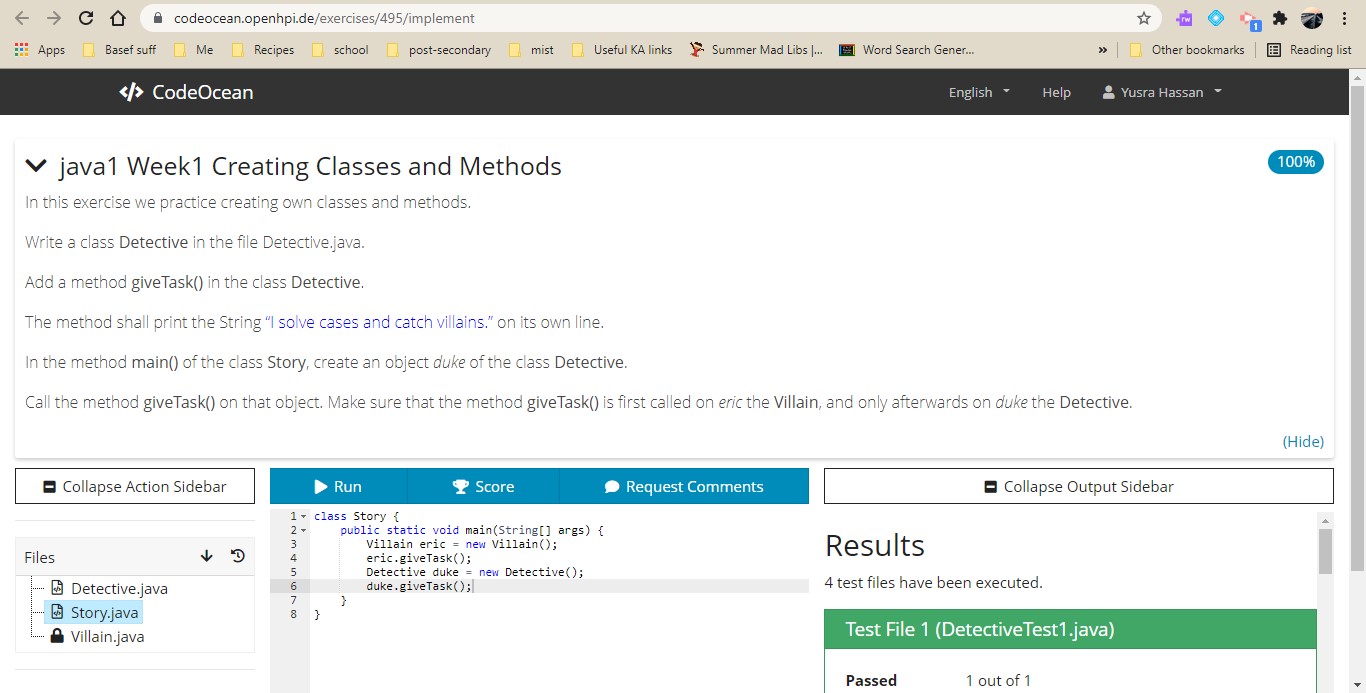 codeocean.openhpi.de/exercises/495/implement
rw
1
Apps Basef suff Me Recipes school post-secondary mist Useful KA links Summer Mad Libs |... Word Search Gener... » Other bookmarks Reading list
</> CodeOcean English Help Yusra Hassan
java1 Week1 Creating Classes and Methods 100%
In this exercise we practice creating own classes and methods.
Write a class Detective in the file Detective.java.
Add a method giveTask() in the class Detective.
The method shall print the String “I solve cases and catch villains.” on its own line.
In the method main() of the class Story, create an object duke of the class Detective.
Call the method giveTask() on that object. Make sure that the method giveTask() is first called on eric the Villain, and only afterwards on duke the Detective.
(Hide)
Collapse Action Sidebar Run Score Request Comments Collapse Output Sidebar
Files
Detective.java
Story.java
Villain.java
1 class Story {
2 public static void main(String[] args) {
3 Villain eric = new Villain();
4 eric.giveTask();
5 Detective duke = new Detective();
6 duke.giveTask();
7 }
8 }
Results
4 test files have been executed.
Test File 1 (DetectiveTest1.java)
Passed 1 out of 1